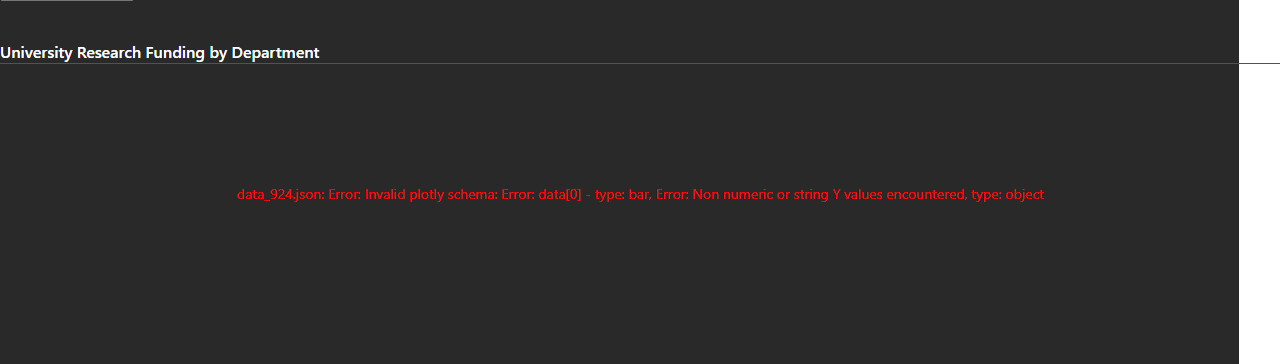 University Research Funding by Department
data_924.json: Error: Invalid plotly schema: Error: data[0] - type: bar, Error: Non numeric or string Y values encountered, type: object